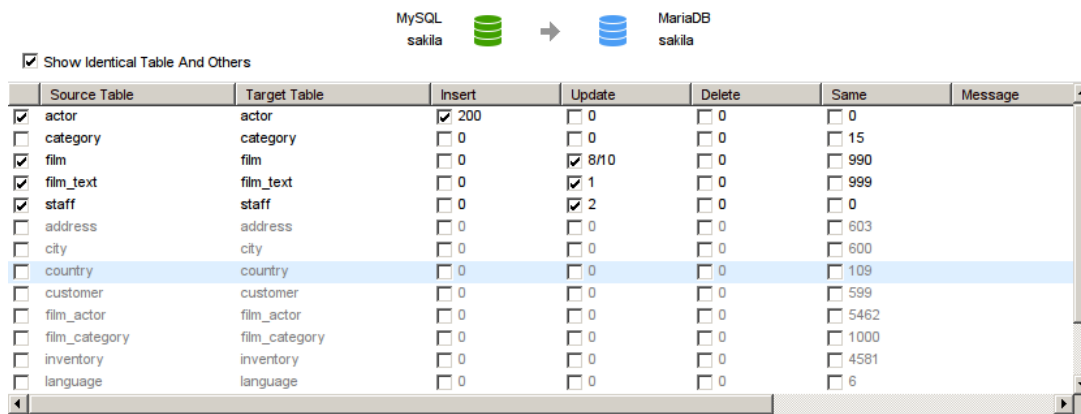 MySQL MariaDB
sakila sakila
Show Identical Table And Others
Source Table Target Table Insert Update Delete Same Message
actor actor 200 0 0 0
category category 0 0 0 15
film film 0 8/10 0 990
film_text film_text 0 1 0 999
staff staff 0 2 0 0
address address 0 0 0 603
city city 0 0 0 600
country country 0 0 0 109
customer customer 0 0 0 599
film_actor film_actor 0 0 0 5462
film_category film_category 0 0 0 1000
inventory inventory 0 0 0 4581
language language 0 0 0 6